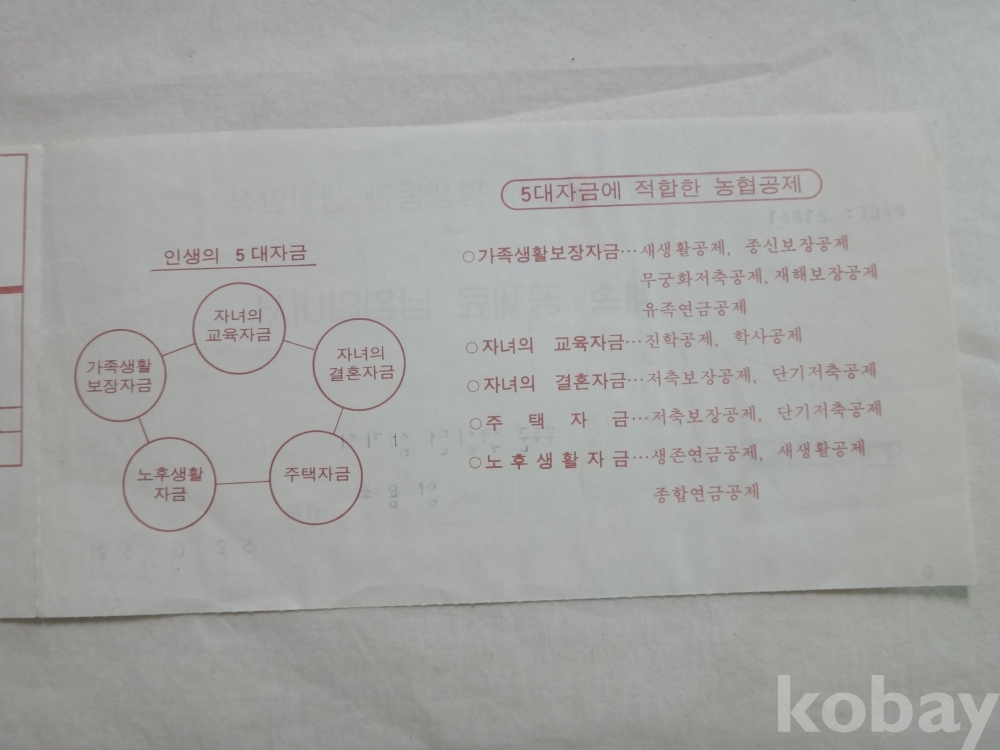 인생의 5대자금
자녀의
교육자금
가족생활
보장자금
자녀의
결혼자금
노후생활
자금
주택자금
5대자금에 적합한 농협공제
○가족생활보장자금…새생활공제, 종신보장공제
무궁화저축공제, 재해보장공제
유족연금공제
○자녀의 교육자금…진학공제, 학사공제
○자녀의 결혼자금…저축보장공제, 단기저축공제
○주택자금…저축보장공제, 단기저축공제
○노후생활자금…생존연금공제, 새생활공제
종합연금공제
kobay